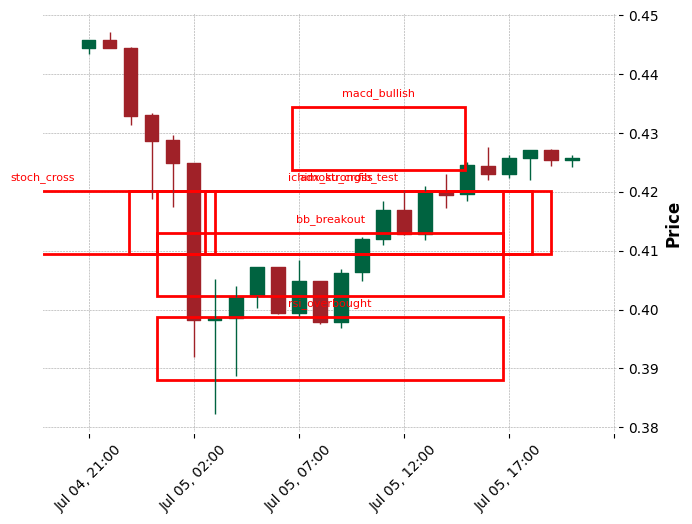 0.45
0.44
macd_bullish
0.43
stoch_cross
0.42
bb_breakout
0.41
Price
0.40
0.39
0.38
Jul 04, 21:00
Jul 05, 02:00
Jul 05, 07:00
Jul 05, 12:00
Jul 05, 17:00